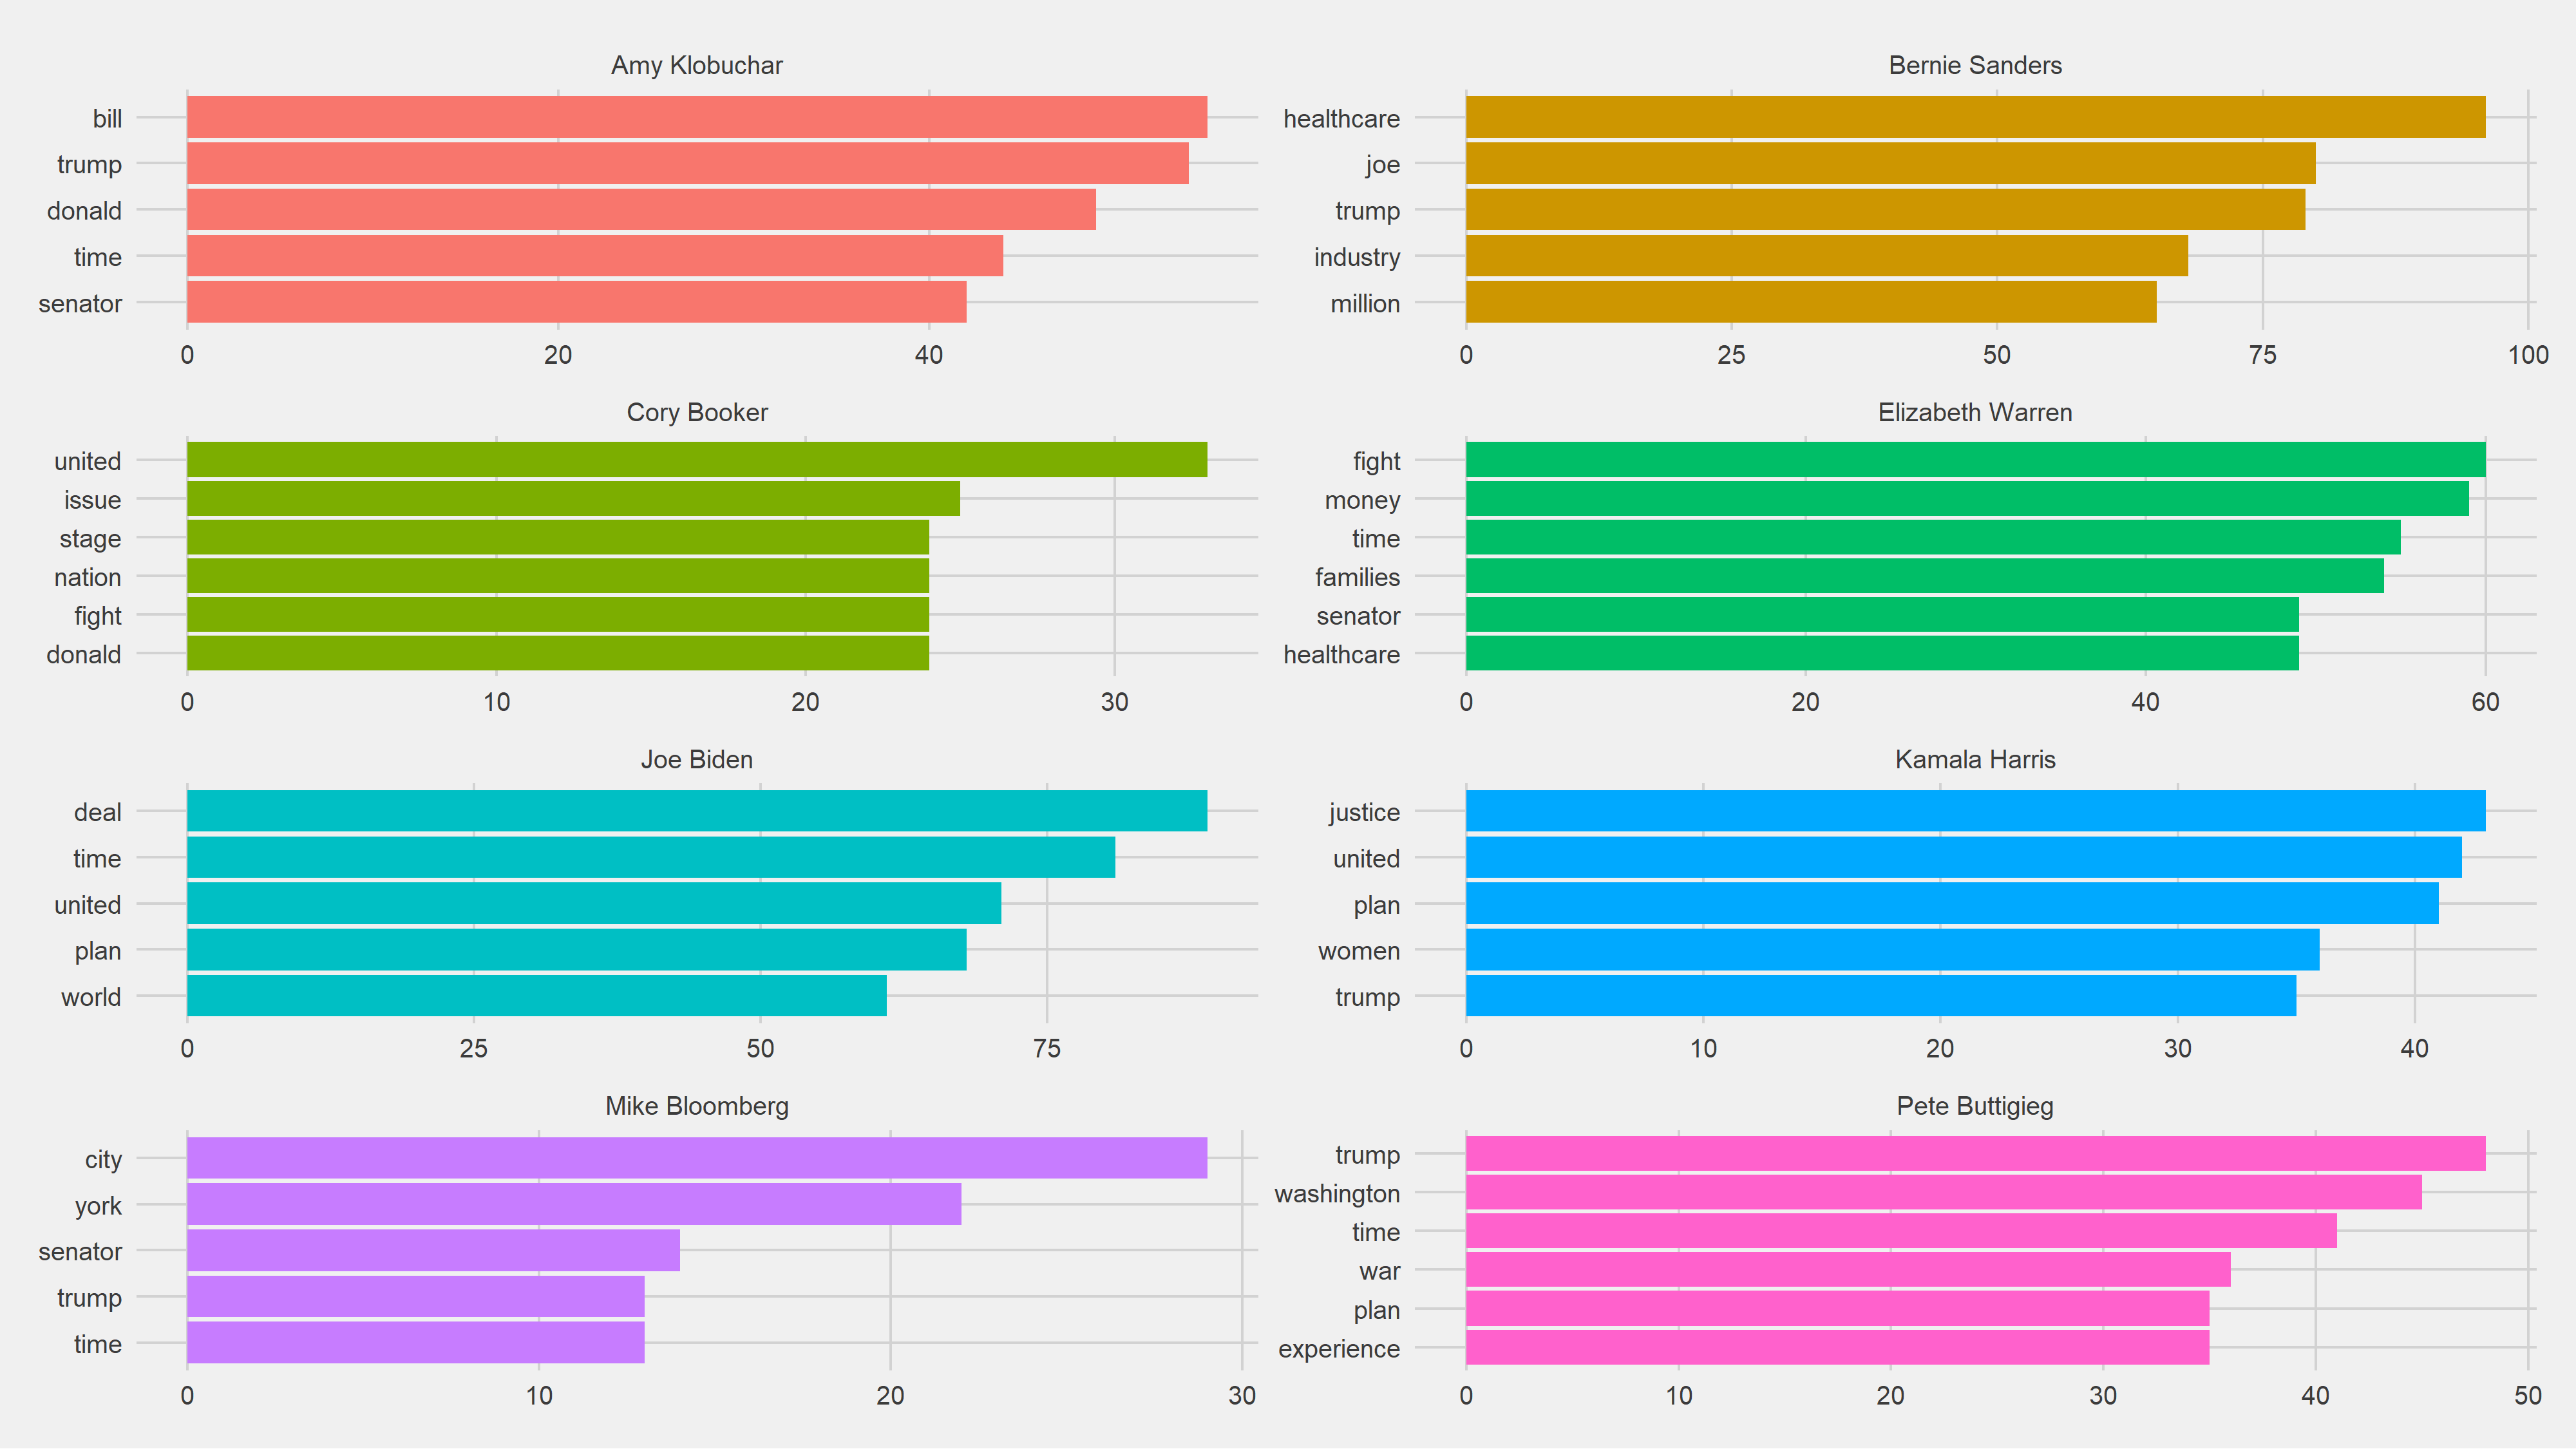 Amy Klobuchar
bill
trump
donald
time
senator
0 20 40
Bernie Sanders
healthcare
joe
trump
industry
million
0 25 50 75 100
Cory Booker
united
issue
stage
nation
fight
donald
0 10 20 30
Elizabeth Warren
fight
money
time
families
senator
healthcare
0 20 40 60
Joe Biden
deal
time
united
plan
world
0 25 50 75
Kamala Harris
justice
united
plan
women
trump
0 10 20 30 40
Mike Bloomberg
city
york
senator
trump
time
0 10 20 30
Pete Buttigieg
trump
washington
time
war
plan
experience
0 10 20 30 40 50